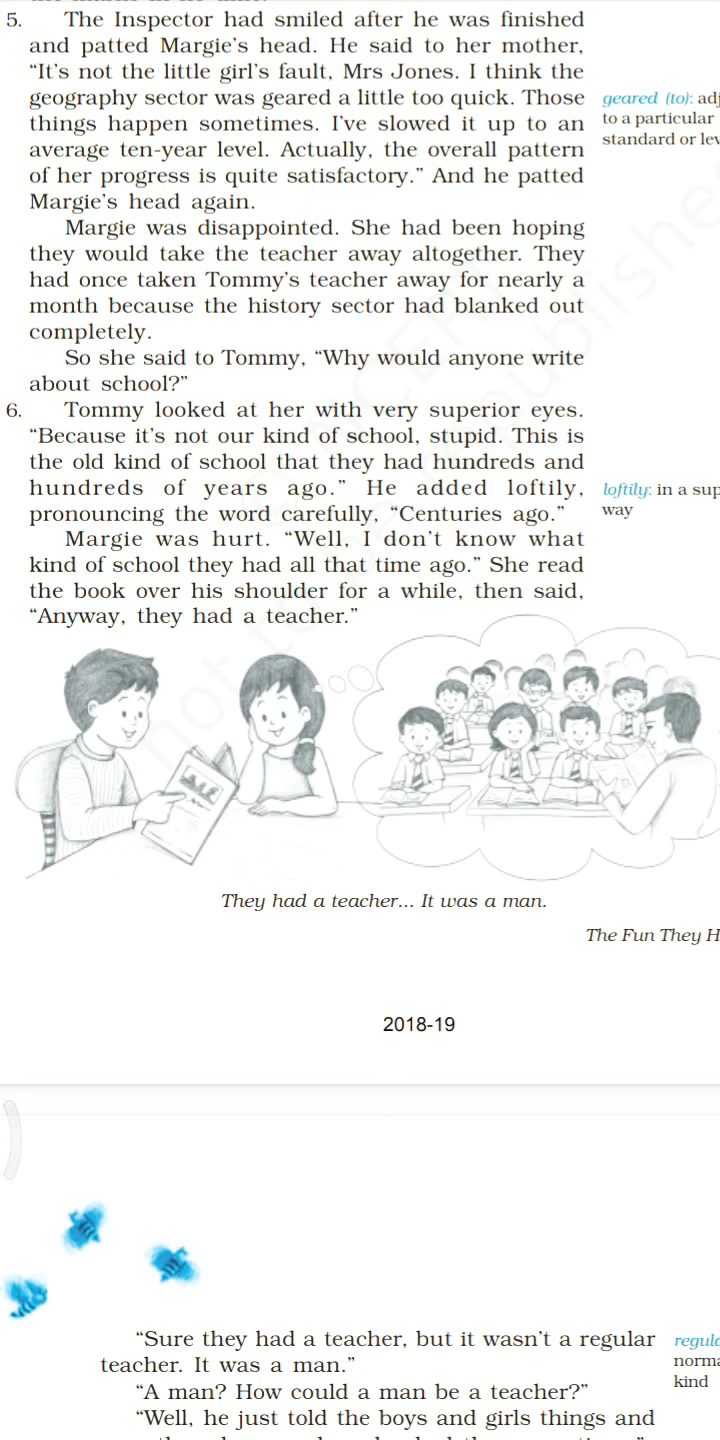 5. The Inspector had smiled after he was finished
and patted Margie's head. He said to her mother,
“It's not the little girl's fault, Mrs Jones. I think the
geography sector was geared a little too quick. Those
things happen sometimes. I've slowed it up to an
average ten-year level. Actually, the overall pattern
of her progress is quite satisfactory.” And he patted
Margie's head again.
geared (to): adj
to a particular
standard or lev
Margie was disappointed. She had been hoping
they would take the teacher away altogether. They
had once taken Tommy's teacher away for nearly a
month because the history sector had blanked out
completely.
So she said to Tommy, “Why would anyone write
about school?”
6. Tommy looked at her with very superior eyes.
“Because it's not our kind of school, stupid. This is
the old kind of school that they had hundreds and
hundreds of years ago.” He added loftily,
pronouncing the word carefully, “Centuries ago.”
loftily: in a sup
way
Margie was hurt. “Well, I don't know what
kind of school they had all that time ago.” She read
the book over his shoulder for a while, then said,
“Anyway, they had a teacher.”
They had a teacher... It was a man.
The Fun They H
2018-19
“Sure they had a teacher, but it wasn't a regular
teacher. It was a man.”
regula
norma
kind
“A man? How could a man be a teacher?”
“Well, he just told the boys and girls things and